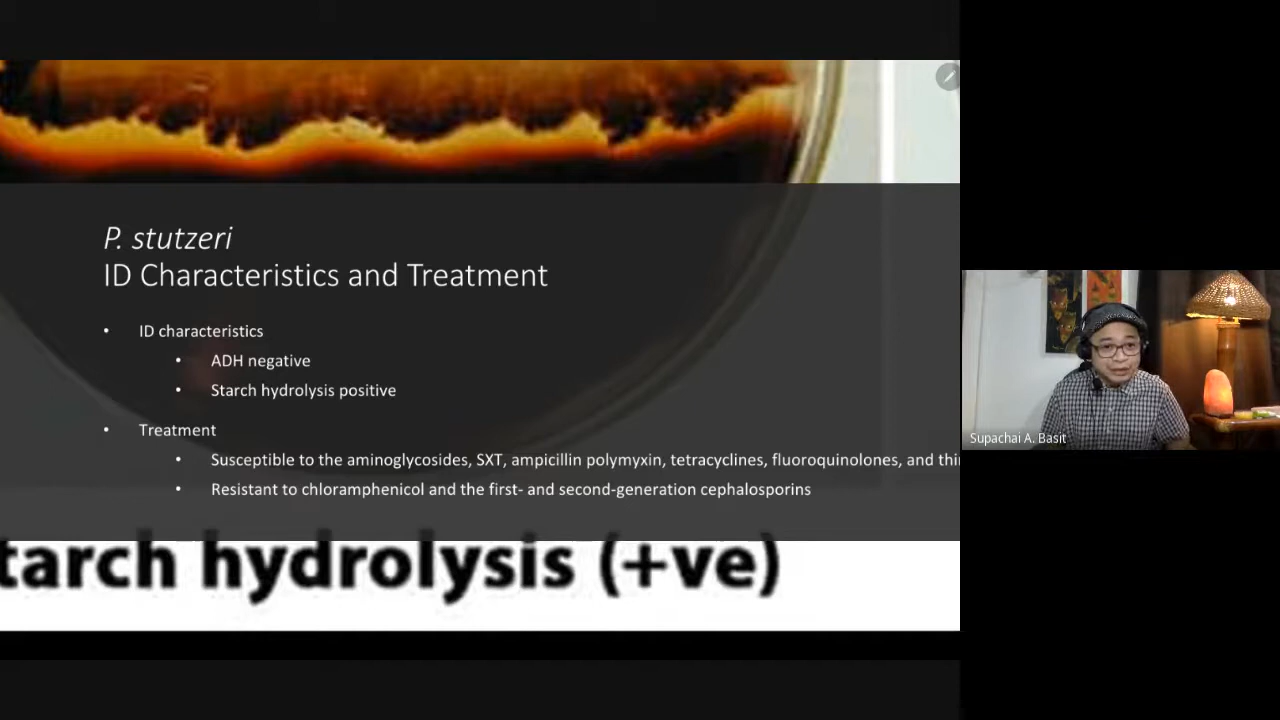 P. stutzeri
ID Characteristics and Treatment
• ID characteristics
• ADH negative
• Starch hydrolysis positive
• Treatment
• Susceptible to the aminoglycosides, SXT, ampicillin polymyxin, tetracyclines, fluoroquinolones, and
• Resistant to chloramphenicol and the first- and second-generation cephalosporins
tarch hydrolysis (+ve)
Supachai A. Basit